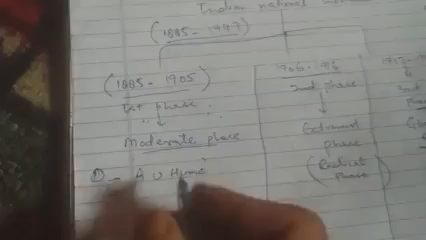 Indian national
(1885 - 1947)
(1885 - 1905)
1st phase
Moderate phase
① - A O Hume
1906 - 1916
2nd phase
Extremist
phase
(Radical
phase)